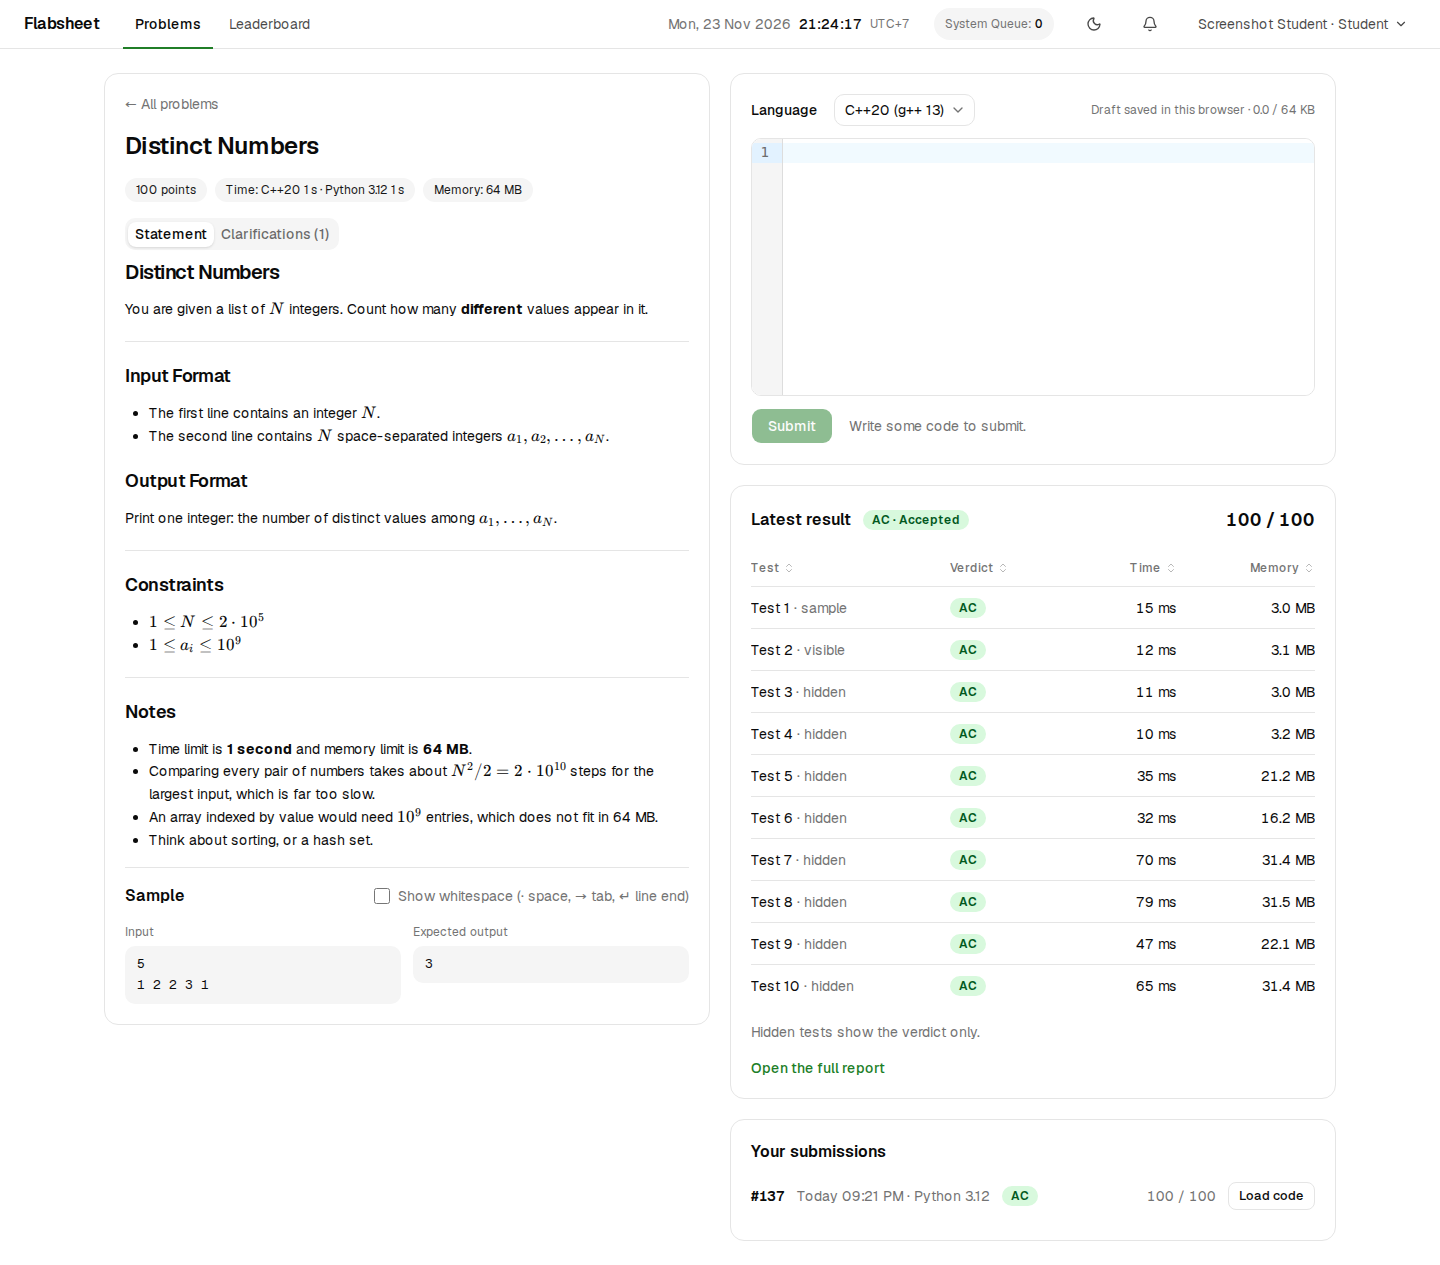 Flabsheet
Problems
Leaderboard
Mon, 23 Nov 2026 21:24:17 UTC+7
System Queue: 0
Screenshot Student · Student
← All problems
Distinct Numbers
100 points
Time: C++20 1 s · Python 3.12 1 s
Memory: 64 MB
Statement
Clarifications (1)
Distinct Numbers
You are given a list of N integers. Count how many different values appear in it.
Input Format
• The first line contains an integer N.
• The second line contains N space-separated integers a₁, a₂, . . . , a_N.
Output Format
Print one integer: the number of distinct values among a₁, . . . , a_N.
Constraints
• 1 ≤ N ≤ 2 · 10⁵
• 1 ≤ aᵢ ≤ 10⁹
Notes
• Time limit is 1 second and memory limit is 64 MB.
• Comparing every pair of numbers takes about N²/2 = 2 · 10¹⁰ steps for the
largest input, which is far too slow.
• An array indexed by value would need 10⁹ entries, which does not fit in 64 MB.
• Think about sorting, or a hash set.
Sample
Show whitespace (· space, → tab, ↵ line end)
Input
5
1 2 2 3 1
Expected output
3
Language
C++20 (g++ 13)
Draft saved in this browser · 0.0 / 64 KB
1
Submit
Write some code to submit.
Latest result
AC · Accepted
100 / 100
Test Verdict Time Memory
Test 1 · sample AC 15 ms 3.0 MB
Test 2 · visible AC 12 ms 3.1 MB
Test 3 · hidden AC 11 ms 3.0 MB
Test 4 · hidden AC 10 ms 3.2 MB
Test 5 · hidden AC 35 ms 21.2 MB
Test 6 · hidden AC 32 ms 16.2 MB
Test 7 · hidden AC 70 ms 31.4 MB
Test 8 · hidden AC 79 ms 31.5 MB
Test 9 · hidden AC 47 ms 22.1 MB
Test 10 · hidden AC 65 ms 31.4 MB
Hidden tests show the verdict only.
Open the full report
Your submissions
#137 Today 09:21 PM · Python 3.12 AC 100 / 100 Load code